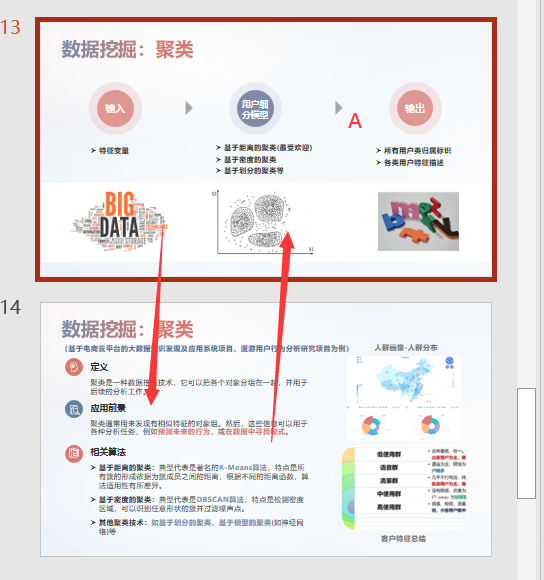 13
数据挖掘：聚类
输入
用户细
分模型
A
输出
➤ 特征变量
➤ 基于距离的聚类(最受欢迎)
➤ 基于密度的聚类
➤ 基于划分的聚类等
➤ 所有用户类归属标识
➤ 各类用户特征描述
BIG
DATA
14
数据挖掘：聚类
(基于电商云平台的大数据知识发现及应用系统项目、漫游用户行为分析研究项目为例)
人群画像-人群分布
定义
聚类是一种数据挖掘技术，它可以把各个对象分组在一起，并用于
后续的分析工作。
应用前景
聚类通常用来发现有相似特征的对象组。然后，这些信息可以用于
各种分析任务，例如预测未来的行为，或在数据中寻找模式。
相关算法
➤ 基于距离的聚类：典型代表是著名的K-Means算法，特点是所
有族的形成依据为族成员之间的距离，根据不同的距离函数，算
法适用性有所差异。
➤ 基于密度的聚类：典型代表是DBSCAN算法，特点是检测密度
区域，可以识别任意形状的簇并过滤噪声点。
➤ 其他聚类技术：如基于划分的聚类、基于模型的聚类(如神经网
络)等
低使用群
语音群
流量群
中使用群
高使用群
客户特征总结